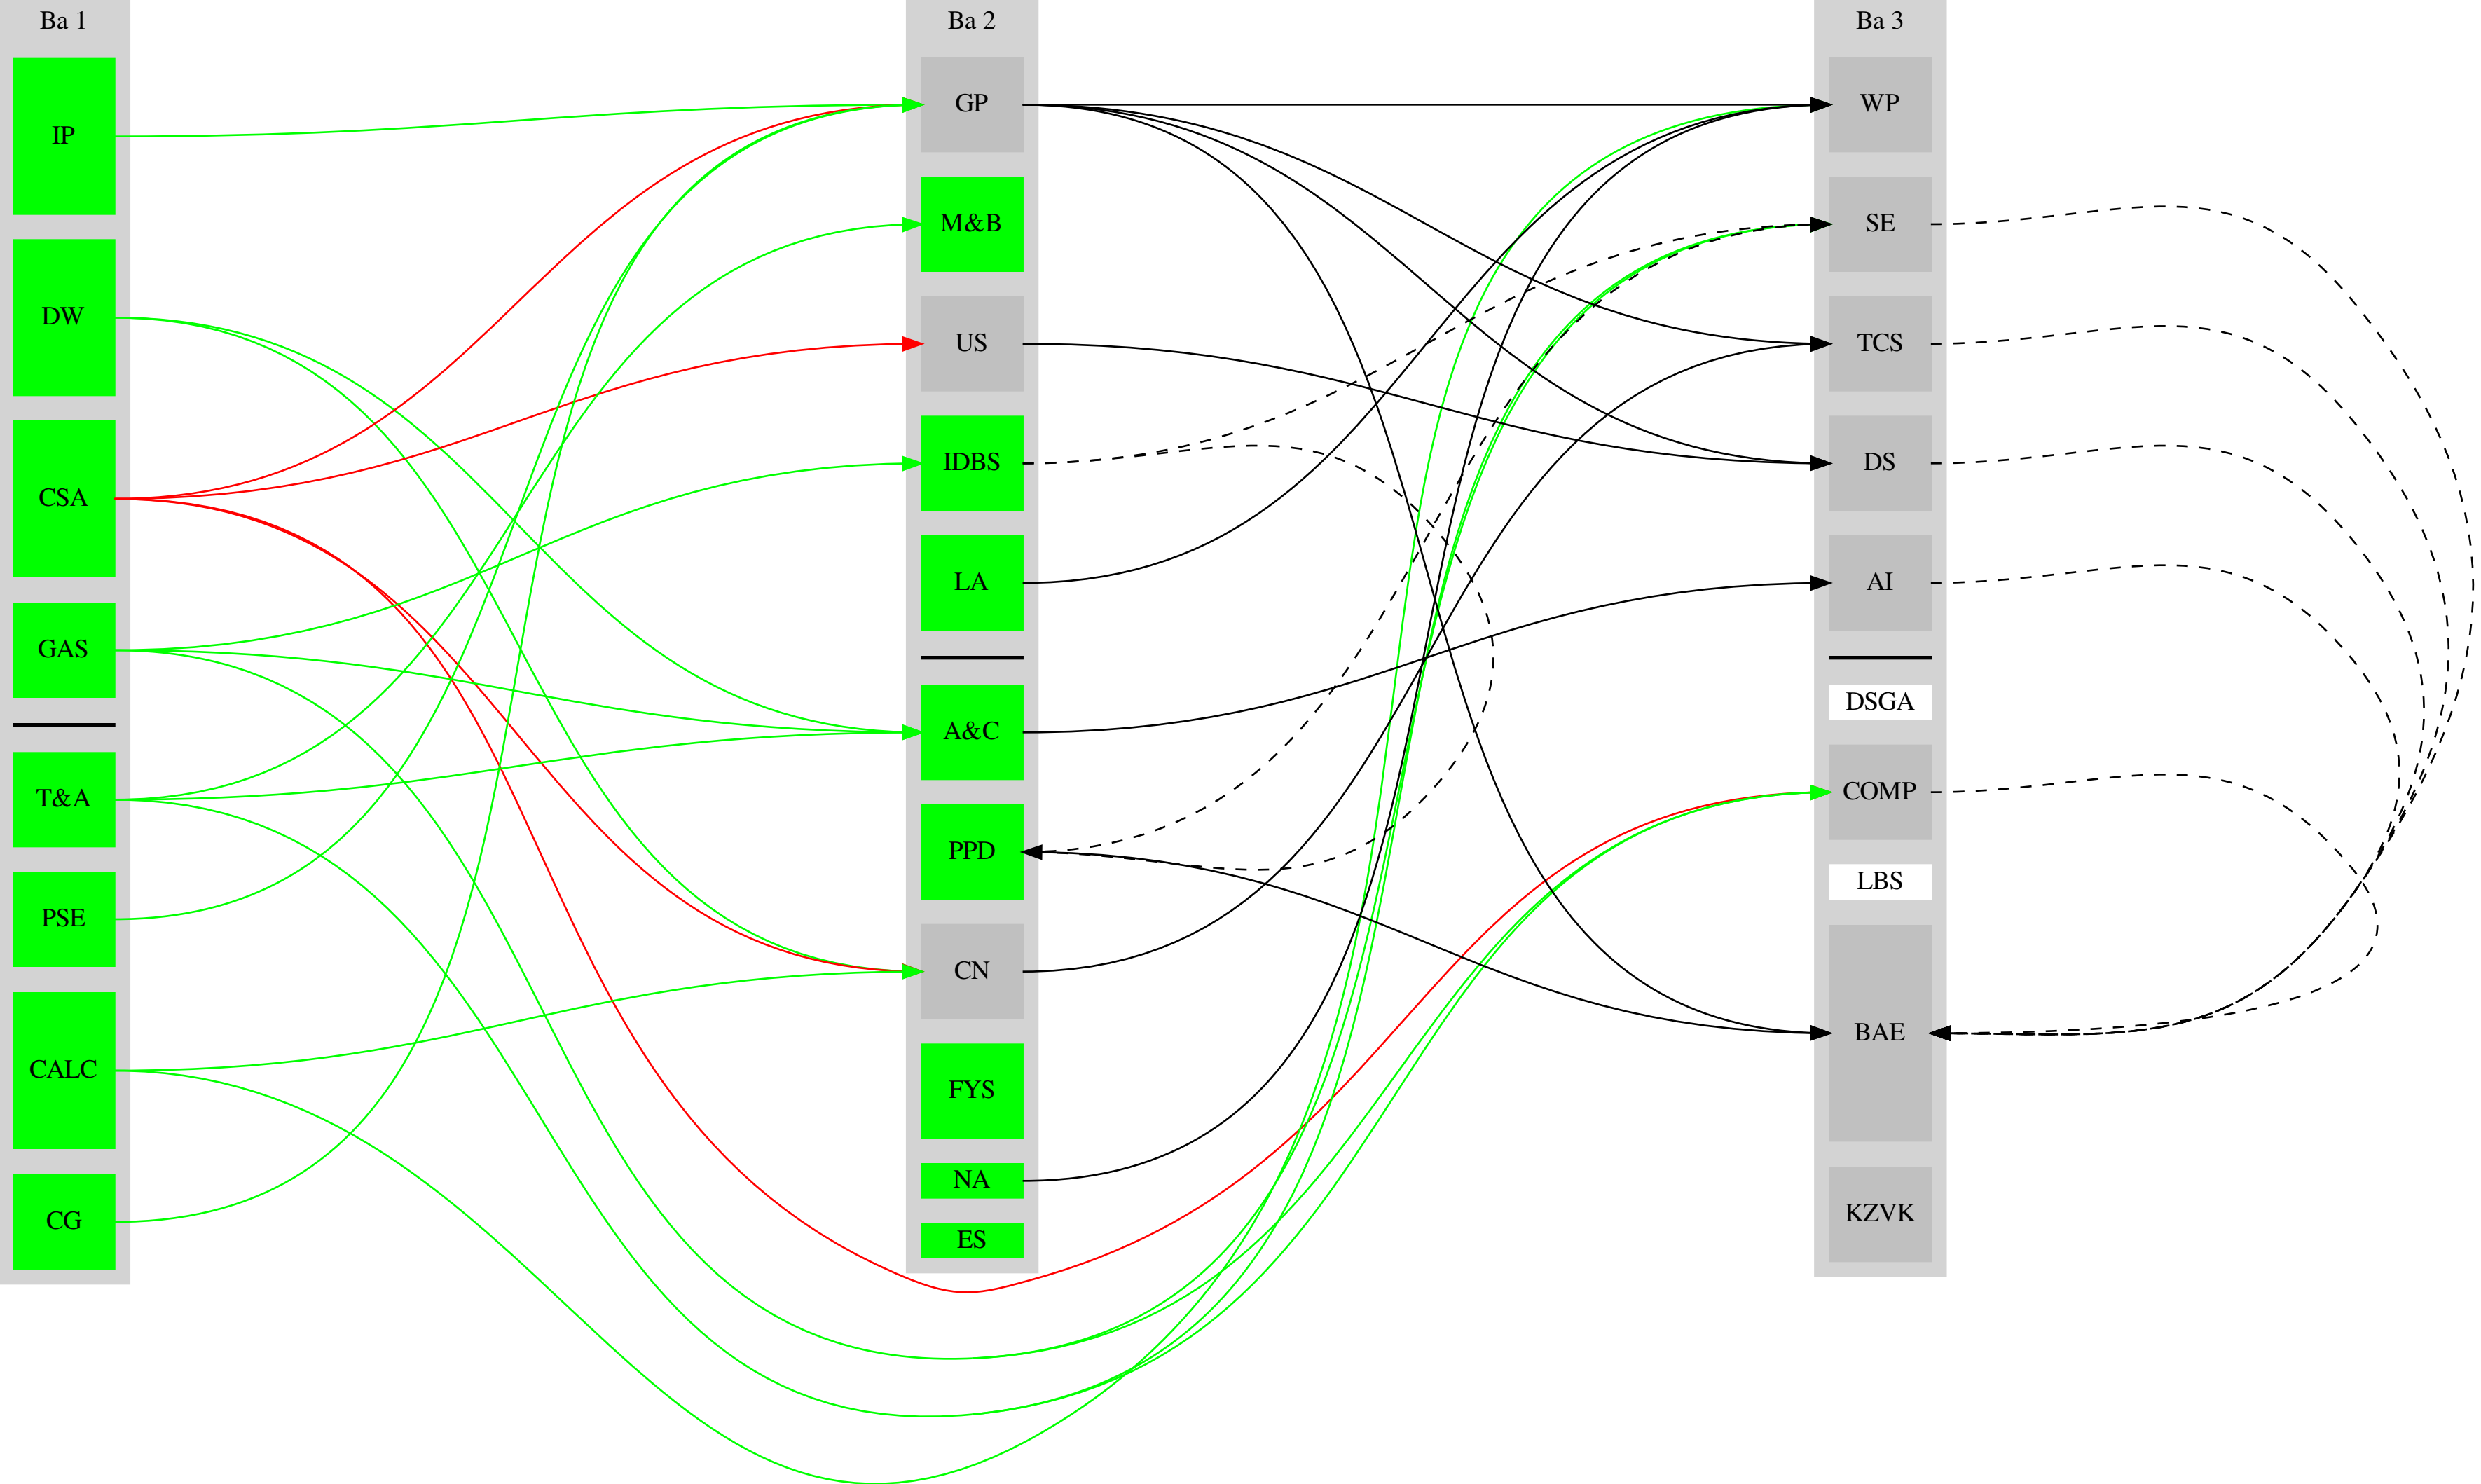 Ba 1
IP
DW
CSA
GAS
T&A
PSE
CALC
CG
Ba 2
GP
M&B
US
IDBS
LA
A&C
PPD
CN
FYS
NA
ES
Ba 3
WP
SE
TCS
DS
AI
DSGA
COMP
LBS
BAE
KZVK